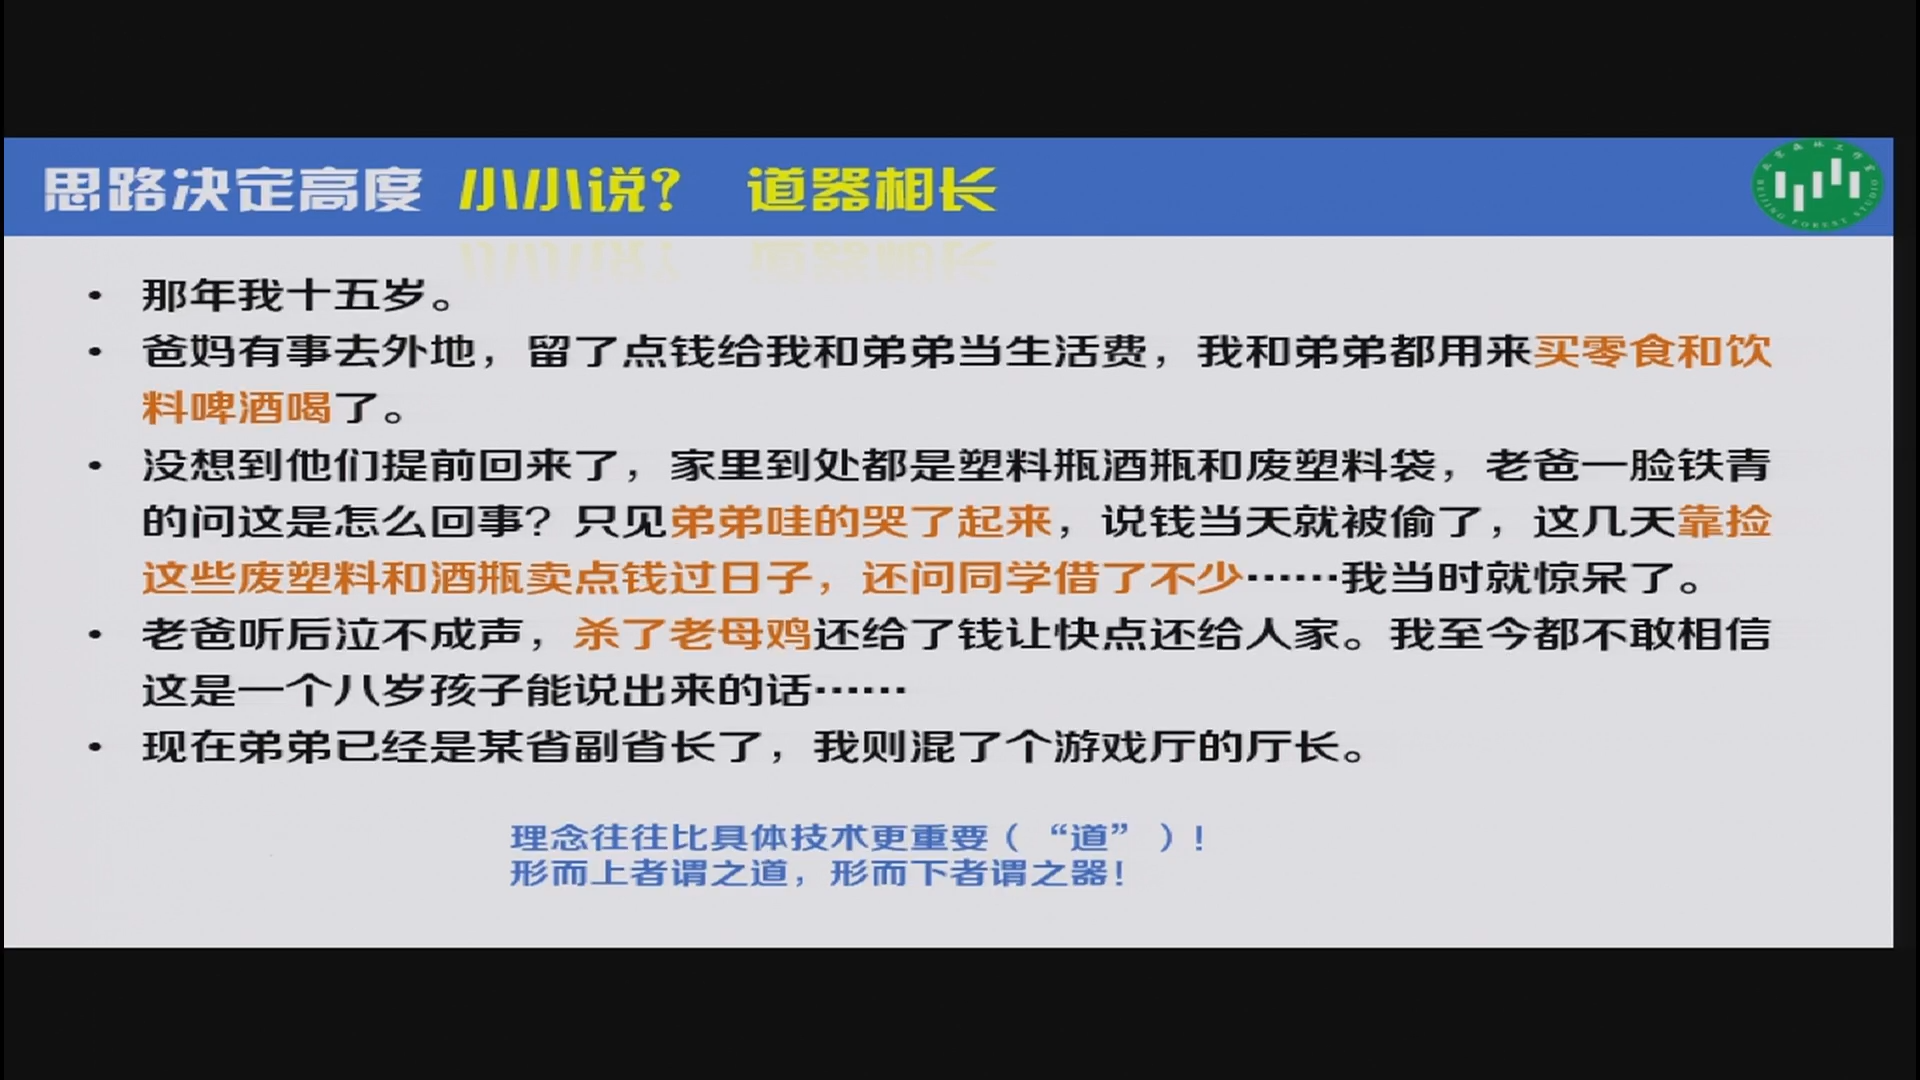 思路决定高度 小小说? 道器相长
北京森林工作室
BEIJING FOREST STUDIO
• 那年我十五岁。
• 爸妈有事去外地，留了点钱给我和弟弟当生活费，我和弟弟都用来买零食和饮
料啤酒喝了。
• 没想到他们提前回来了，家里到处都是塑料瓶酒瓶和废塑料袋，老爸一脸铁青
的问这是怎么回事？只见弟弟哇的哭了起来，说钱当天就被偷了，这几天靠捡
这些废塑料和酒瓶卖点钱过日子，还问同学借了不少……我当时就惊呆了。
• 老爸听后泣不成声，杀了老母鸡还给了钱让快点还给人家。我至今都不敢相信
这是一个八岁孩子能说出来的话……
• 现在弟弟已经是某省副省长了，我则混了个游戏厅的厅长。
理念往往比具体技术更重要（“道”）！
形而上者谓之道，形而下者谓之器！